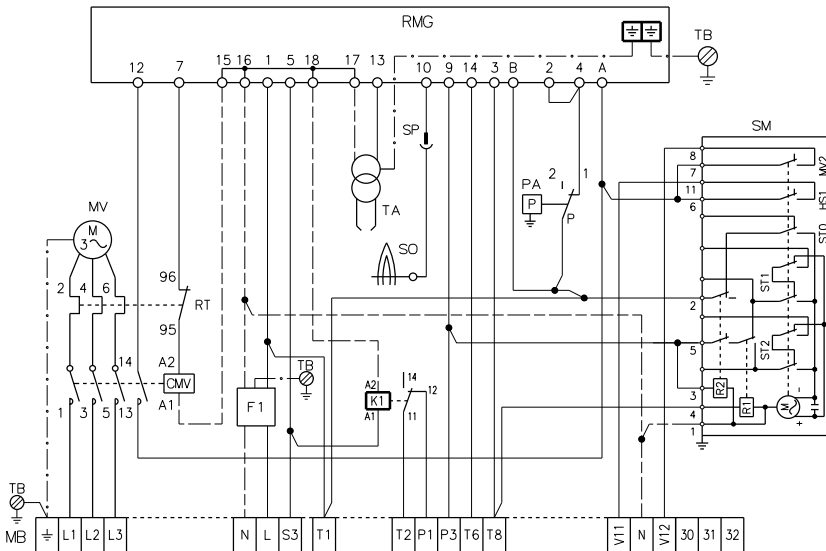 RMG
TB
12 7 15 16 1 5 18 17 13 10 9 14 3 B 2 4 A
SM
SP
8
MV2
7
2 1
11
PA
P
P
HS1
6
TA
MV
ST0
M
3
SO
96
ST1
2 4 6
RT
2
95
14
TB
A2
ST2
5
CMV
A2
14
12
R2
3
K1
R1
M
-
A1
F1
A1
11
4
+
1 3 5 13
1
TB
MB
L1 L2 L3 N L S3 T1 T2 P1 P3 T6 T8 V11 N V12 30 31 32